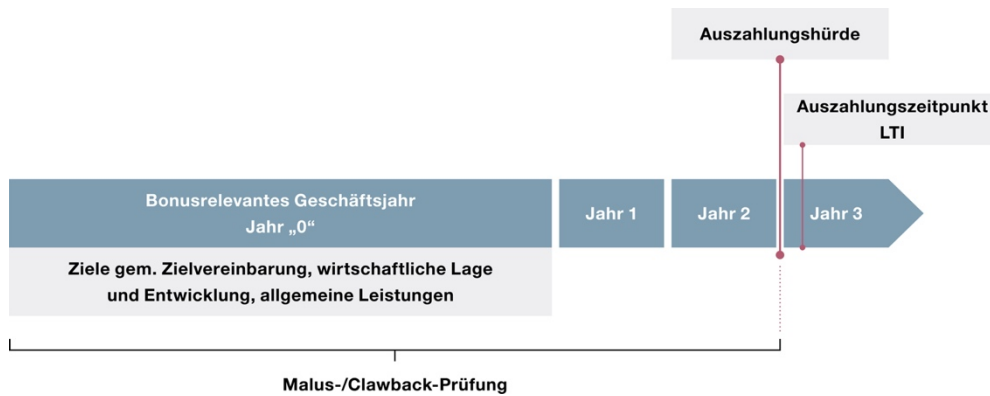 Auszahlungshürde
Auszahlungszeitpunkt
LTI
Bonusrelevantes Geschäftsjahr
Jahr „0“
Jahr 1
Jahr 2
Jahr 3
Ziele gem. Zielvereinbarung, wirtschaftliche Lage
und Entwicklung, allgemeine Leistungen
Malus-/Clawback-Prüfung